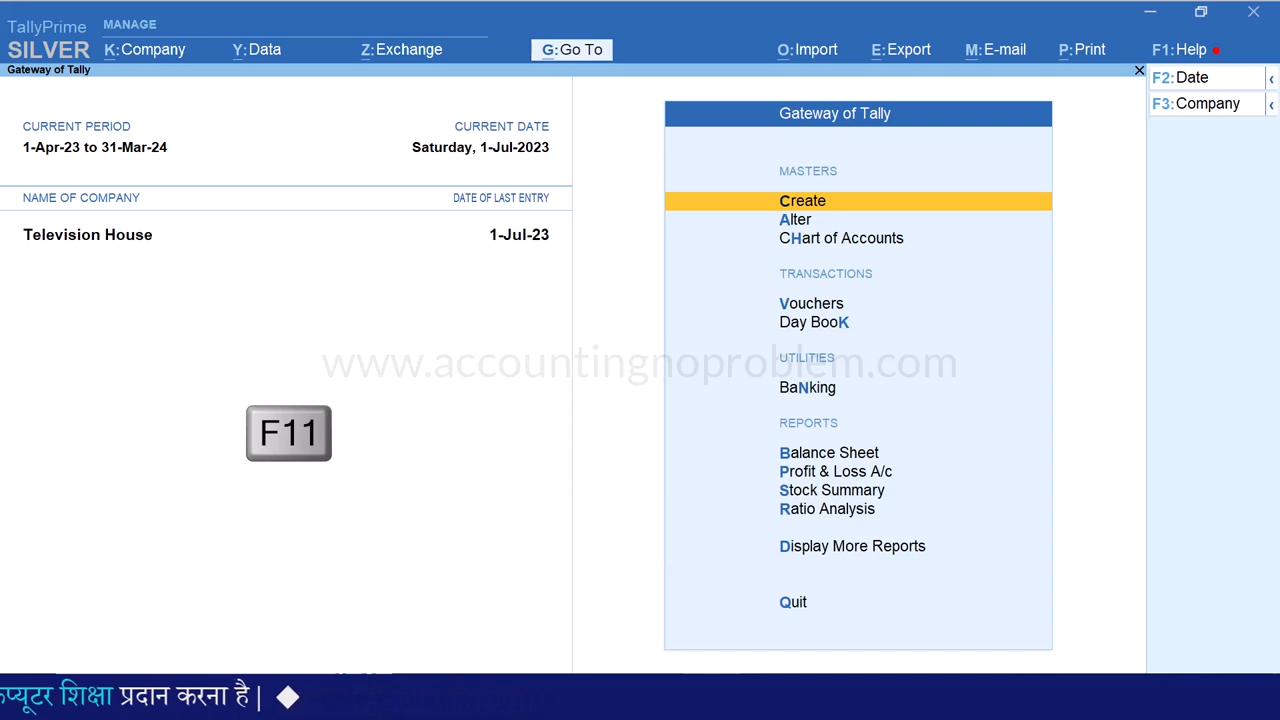 TallyPrime
SILVER
MANAGE
K:Company Y:Data Z:Exchange G:Go To O:Import E:Export M:E-mail P:Print F1:Help
Gateway of Tally
F2:Date
F3:Company
CURRENT PERIOD CURRENT DATE
1-Apr-23 to 31-Mar-24 Saturday, 1-Jul-2023
NAME OF COMPANY DATE OF LAST ENTRY
Television House 1-Jul-23
F11
Gateway of Tally
MASTERS
Create
Alter
CHart of Accounts
TRANSACTIONS
Vouchers
Day BooK
www.accountingnoproblem.com
UTILITIES
BaNking
REPORTS
Balance Sheet
Profit & Loss A/c
Stock Summary
Ratio Analysis
Display More Reports
Quit
शिक्षा प्रदान करना है |